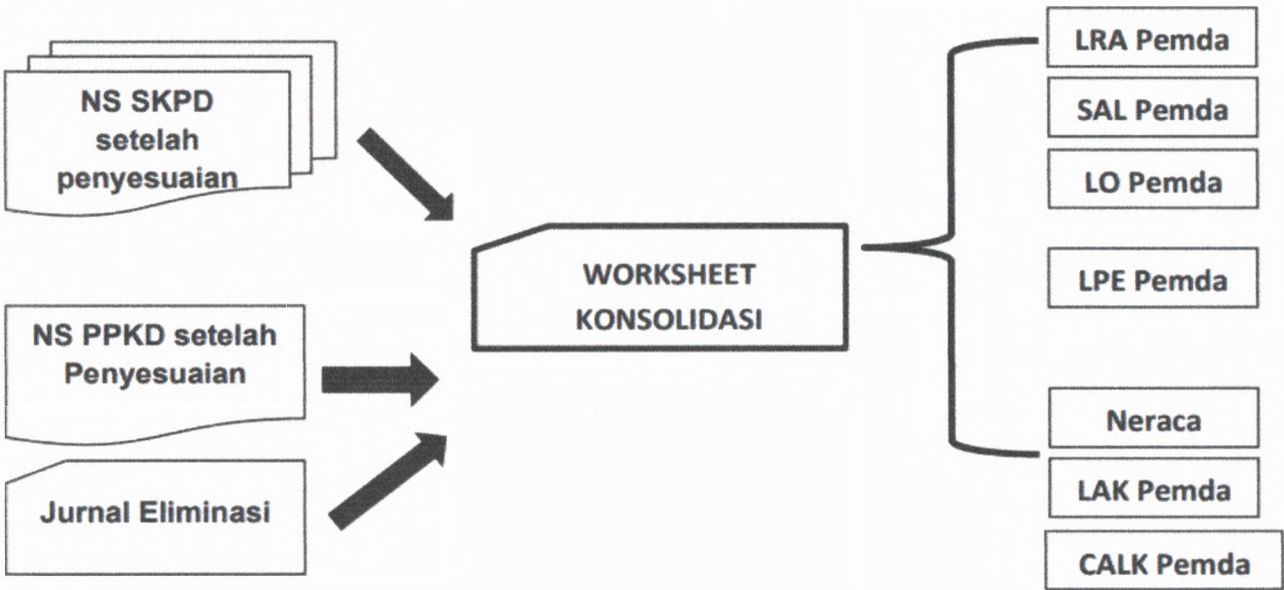 NS SKPD
setelah
penyesuaian
NS PPKD setelah
Penyesuaian
Jurnal Eliminasi
WORKSHEET
KONSOLIDASI
LRA Pemda
SAL Pemda
LO Pemda
LPE Pemda
Neraca
LAK Pemda
CALK Pemda